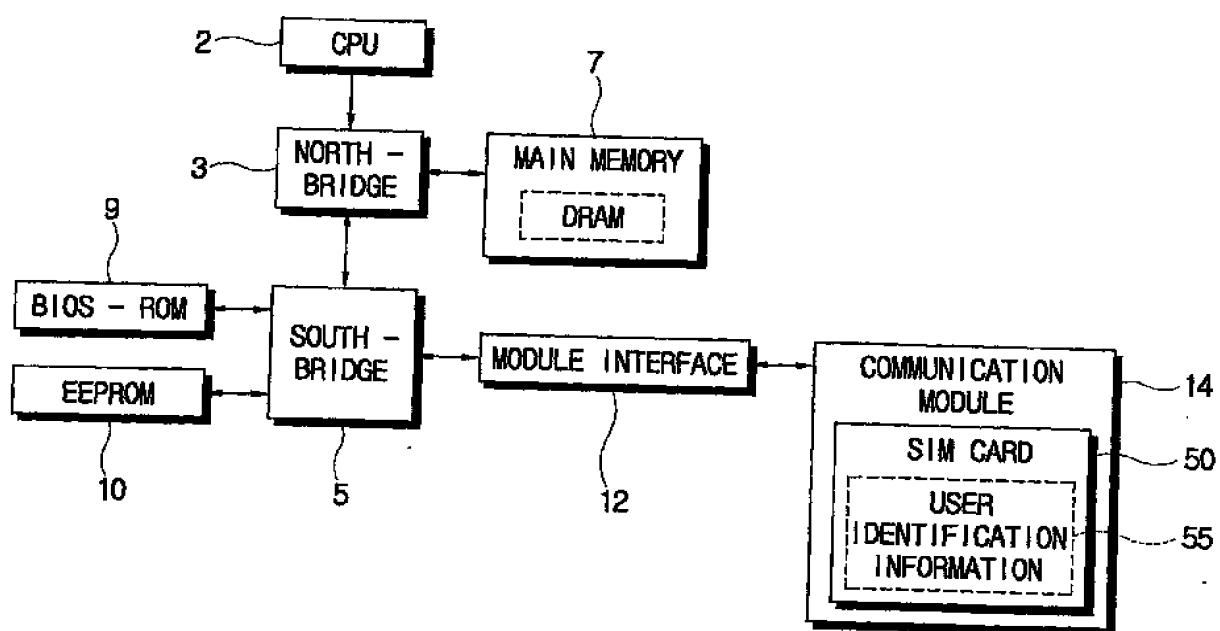 2
CPU
7
3
NORTH -
BRIDGE
MAIN MEMORY
DRAM
9
BIOS - ROM
SOUTH -
BRIDGE
MODULE INTERFACE
EEPROM
10
5
12
COMMUNICATION
MODULE
14
SIM CARD
50
USER
IDENTIFICATION
INFORMATION
55